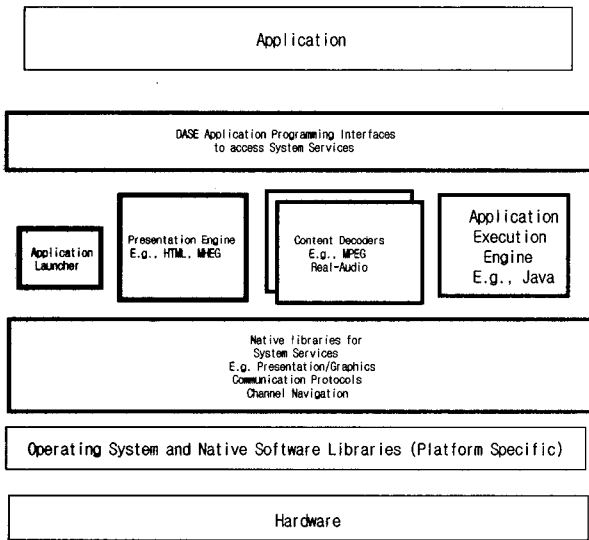 Application
DASE Application Programming Interfaces
to access System Services
Application
Launcher
Presentation Engine
E.g., HTML, MHEG
Content Decoders
E.g., MPEG
Real-Audio
Application
Execution
Engine
E.g., Java
Native libraries for
System Services
E.g. Presentation/Graphics
Communication Protocols
Channel Navigation
Operating System and Native Software Libraries (Platform Specific)
Hardware